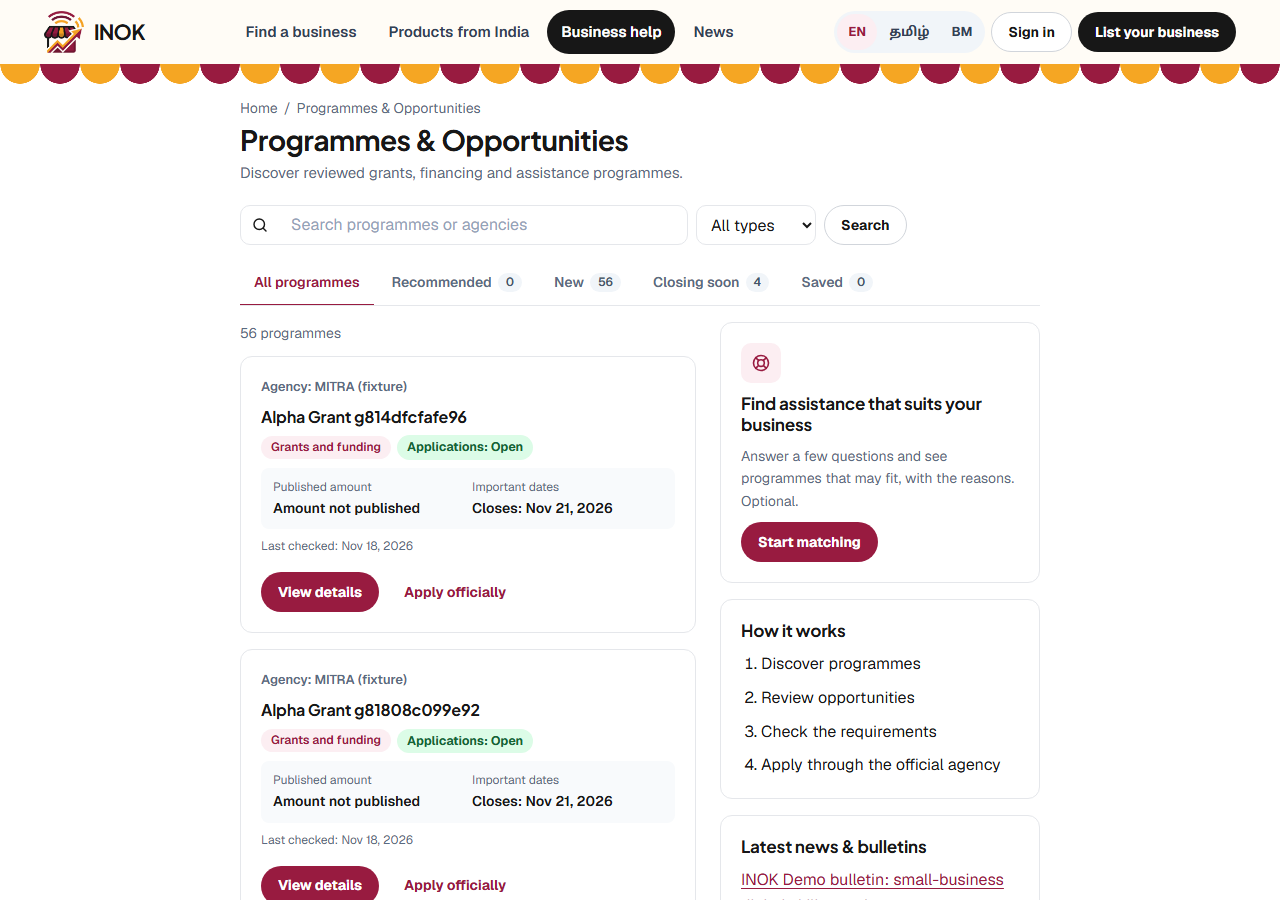 INOK
Find a business
Products from India
Business help
News
EN
தமிழ்
BM
Sign in
List your business
Home / Programmes & Opportunities
Programmes & Opportunities
Discover reviewed grants, financing and assistance programmes.
Search programmes or agencies
All types
Search
All programmes
Recommended 0
New 56
Closing soon 4
Saved 0
56 programmes
Agency: MITRA (fixture)
Alpha Grant g814dfcfafe96
Grants and funding
Applications: Open
Published amount
Amount not published
Important dates
Closes: Nov 21, 2026
Last checked: Nov 18, 2026
View details
Apply officially
Agency: MITRA (fixture)
Alpha Grant g81808c099e92
Grants and funding
Applications: Open
Published amount
Amount not published
Important dates
Closes: Nov 21, 2026
Last checked: Nov 18, 2026
View details
Apply officially
Find assistance that suits your
business
Answer a few questions and see
programmes that may fit, with the reasons.
Optional.
Start matching
How it works
1. Discover programmes
2. Review opportunities
3. Check the requirements
4. Apply through the official agency
Latest news & bulletins
INOK Demo bulletin: small-business